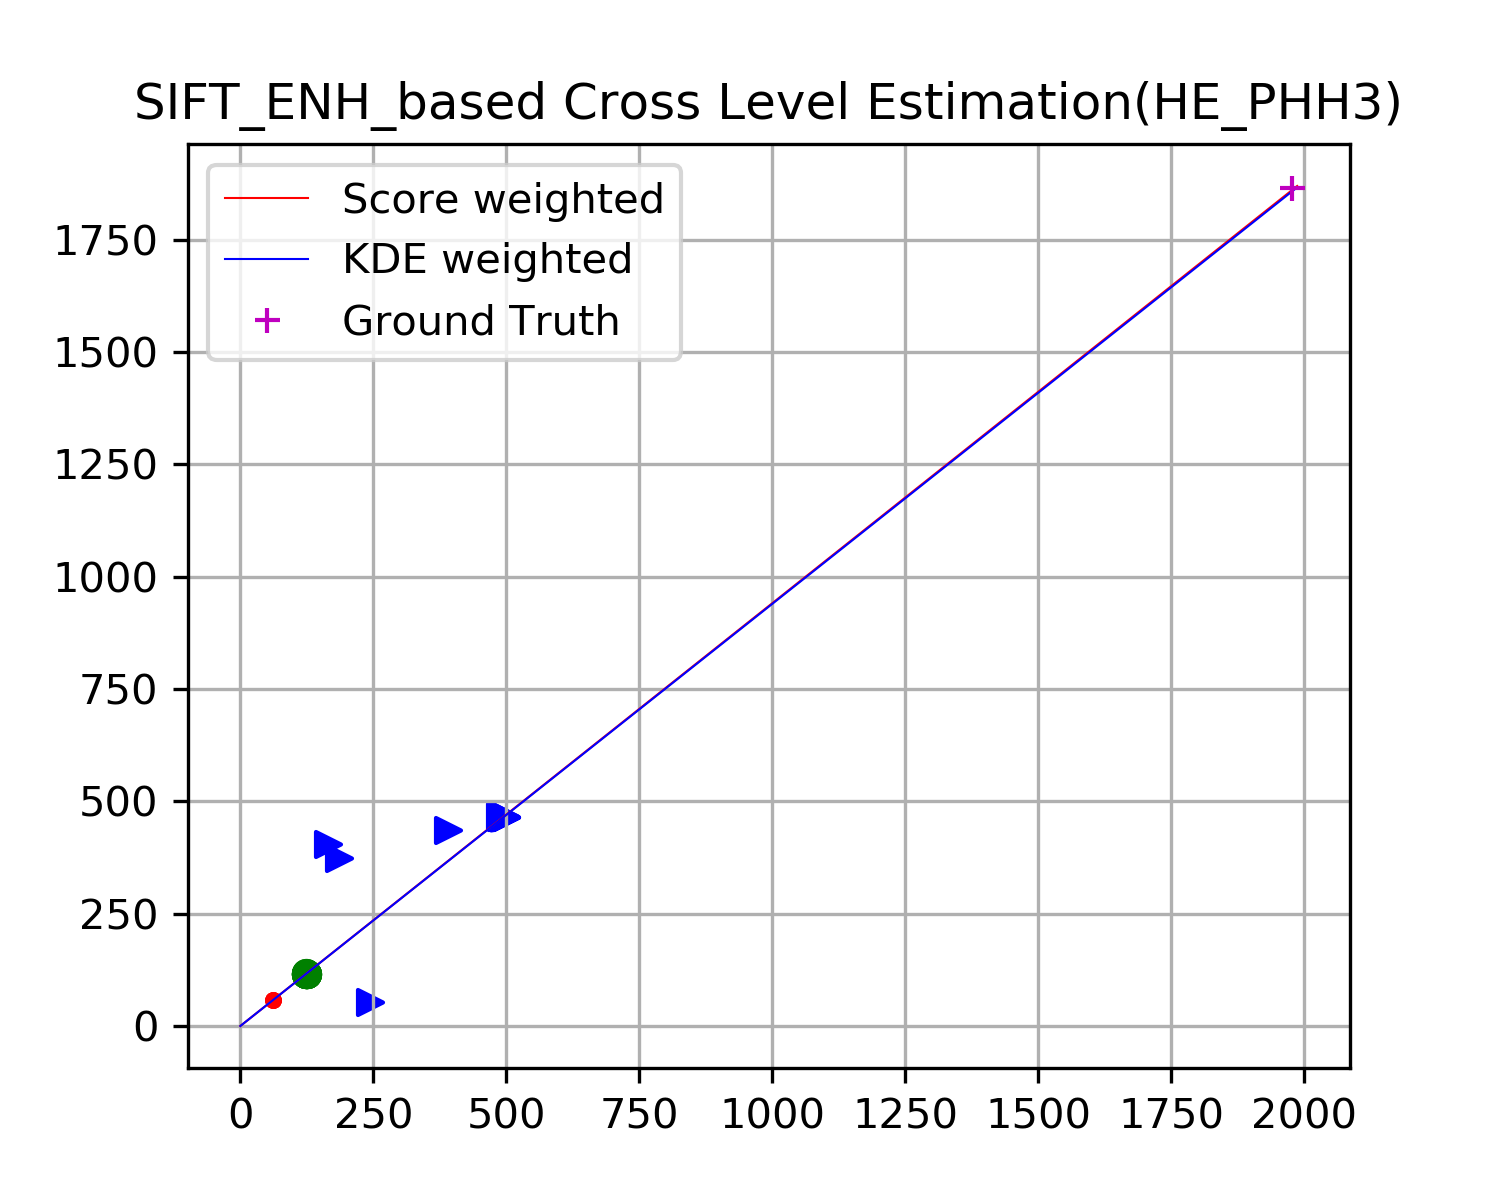 SIFT_ENH_based Cross Level Estimation(HE_PHH3)
Score weighted
KDE weighted
Ground Truth
1750
1500
1250
1000
750
500
250
0
0 250 500 750 1000 1250 1500 1750 2000